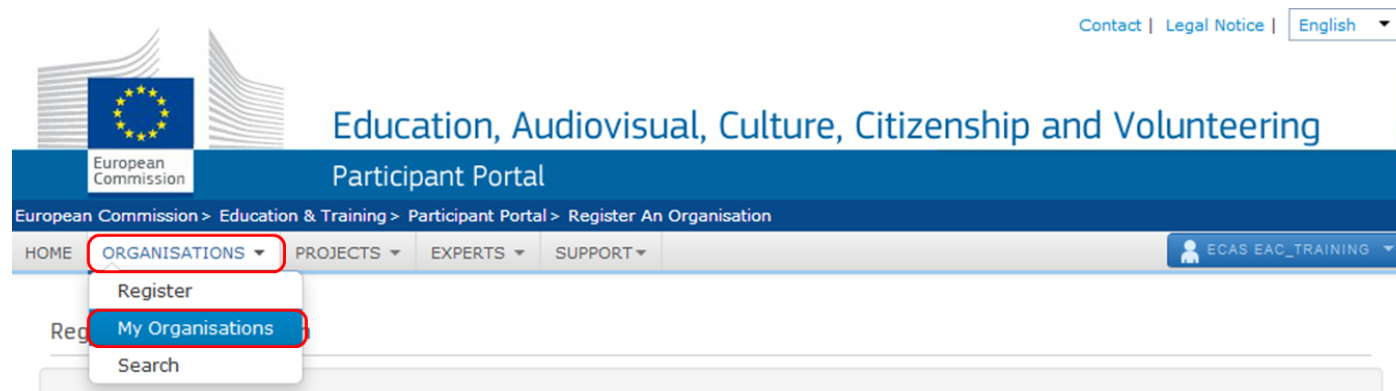 Contact | Legal Notice | English
Education, Audiovisual, Culture, Citizenship and Volunteering
European
Commission
Participant Portal
European Commission > Education & Training > Participant Portal > Register An Organisation
HOME ORGANISATIONS PROJECTS EXPERTS SUPPORT ECAS EAC_TRAINING
Register
My Organisations
Search